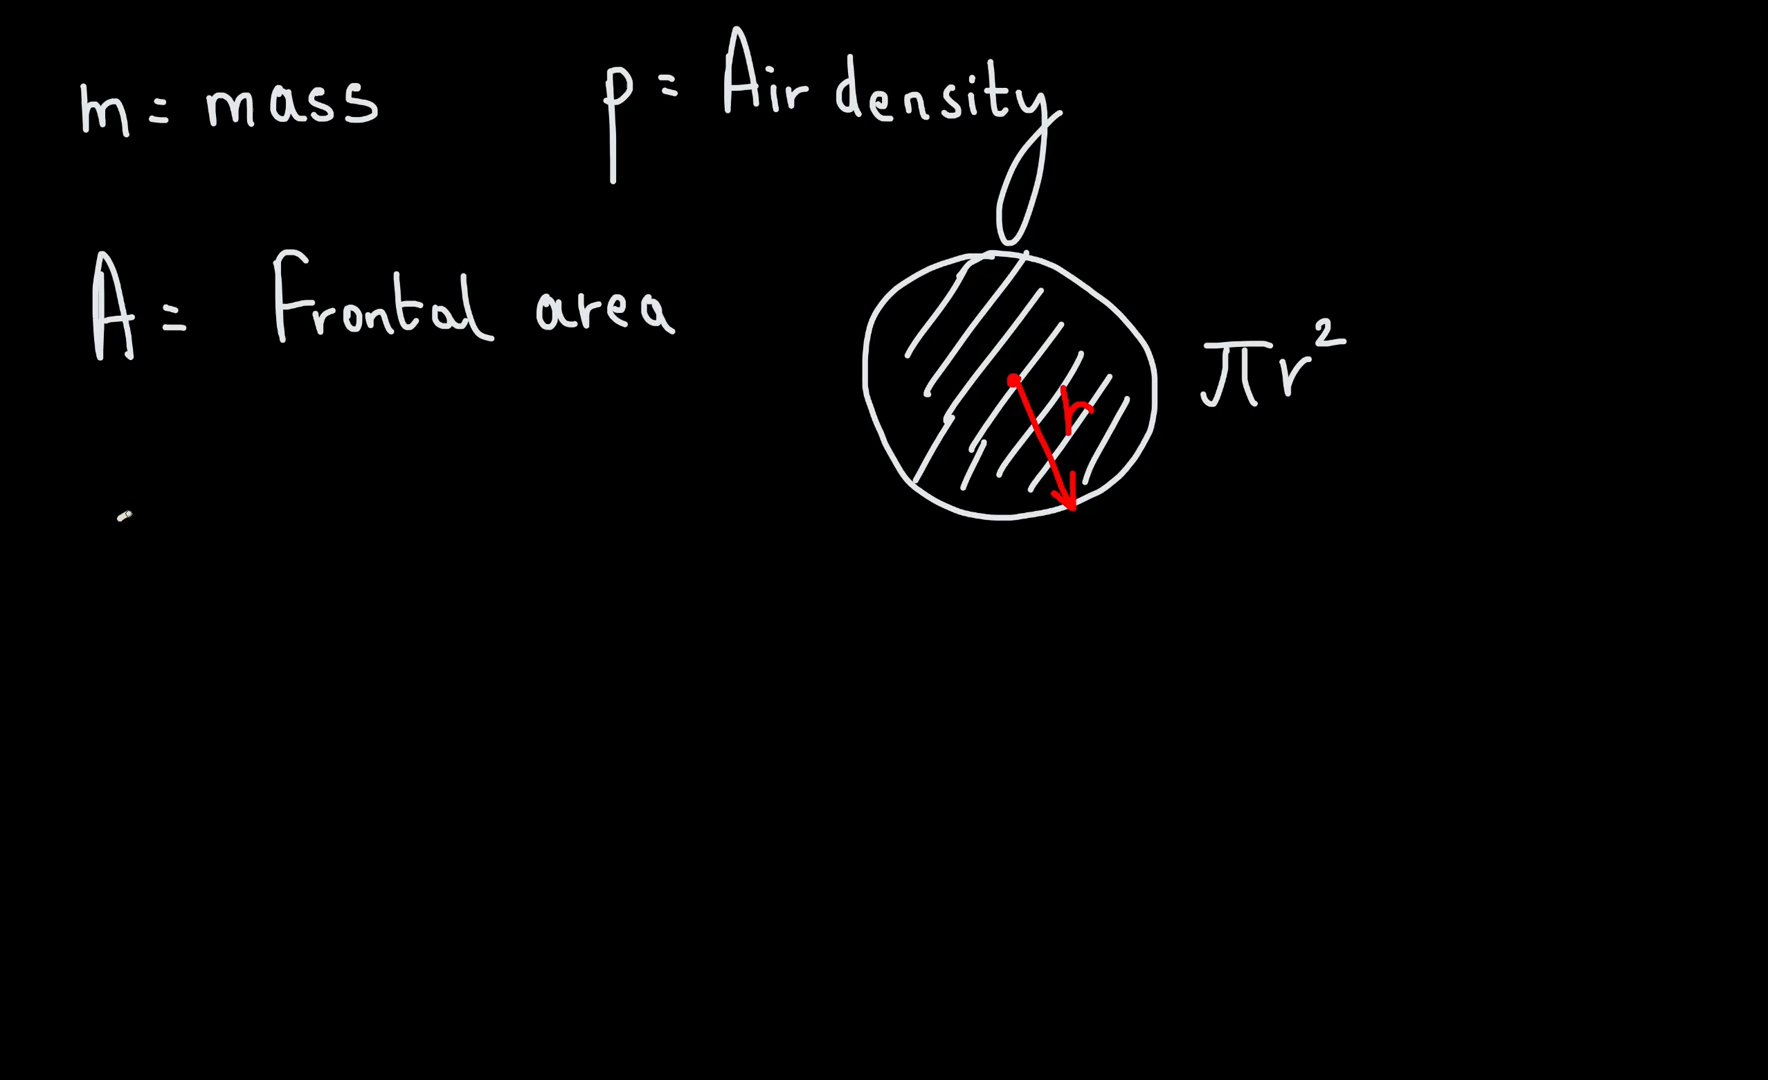 m = mass
p = Air density
A = Frontal area
πr²
r